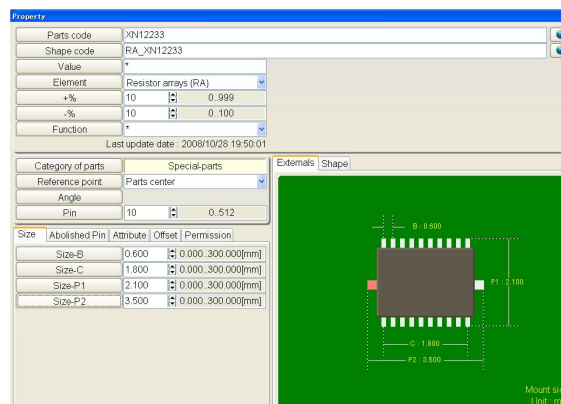 Property
Parts code XN12233
Shape code RA_XN12233
Value *
Element Resistor arrays (RA)
+% 10 0..999
-% 10 0..100
Function *
Last update date : 2008/10/28 19:50:01
Category of parts Special-parts
Reference point Parts center
Angle
Pin 10 0..512
Externals Shape
Size Abolished Pin Attribute Offset Permission
Size-B 0.600 0.000..300.000[mm]
Size-C 1.800 0.000..300.000[mm]
Size-P1 2.100 0.000..300.000[mm]
Size-P2 3.500 0.000..300.000[mm]
B : 0.600
P1 : 2.100
C : 1.800
P2 : 3.500
Mount si
Unit : m